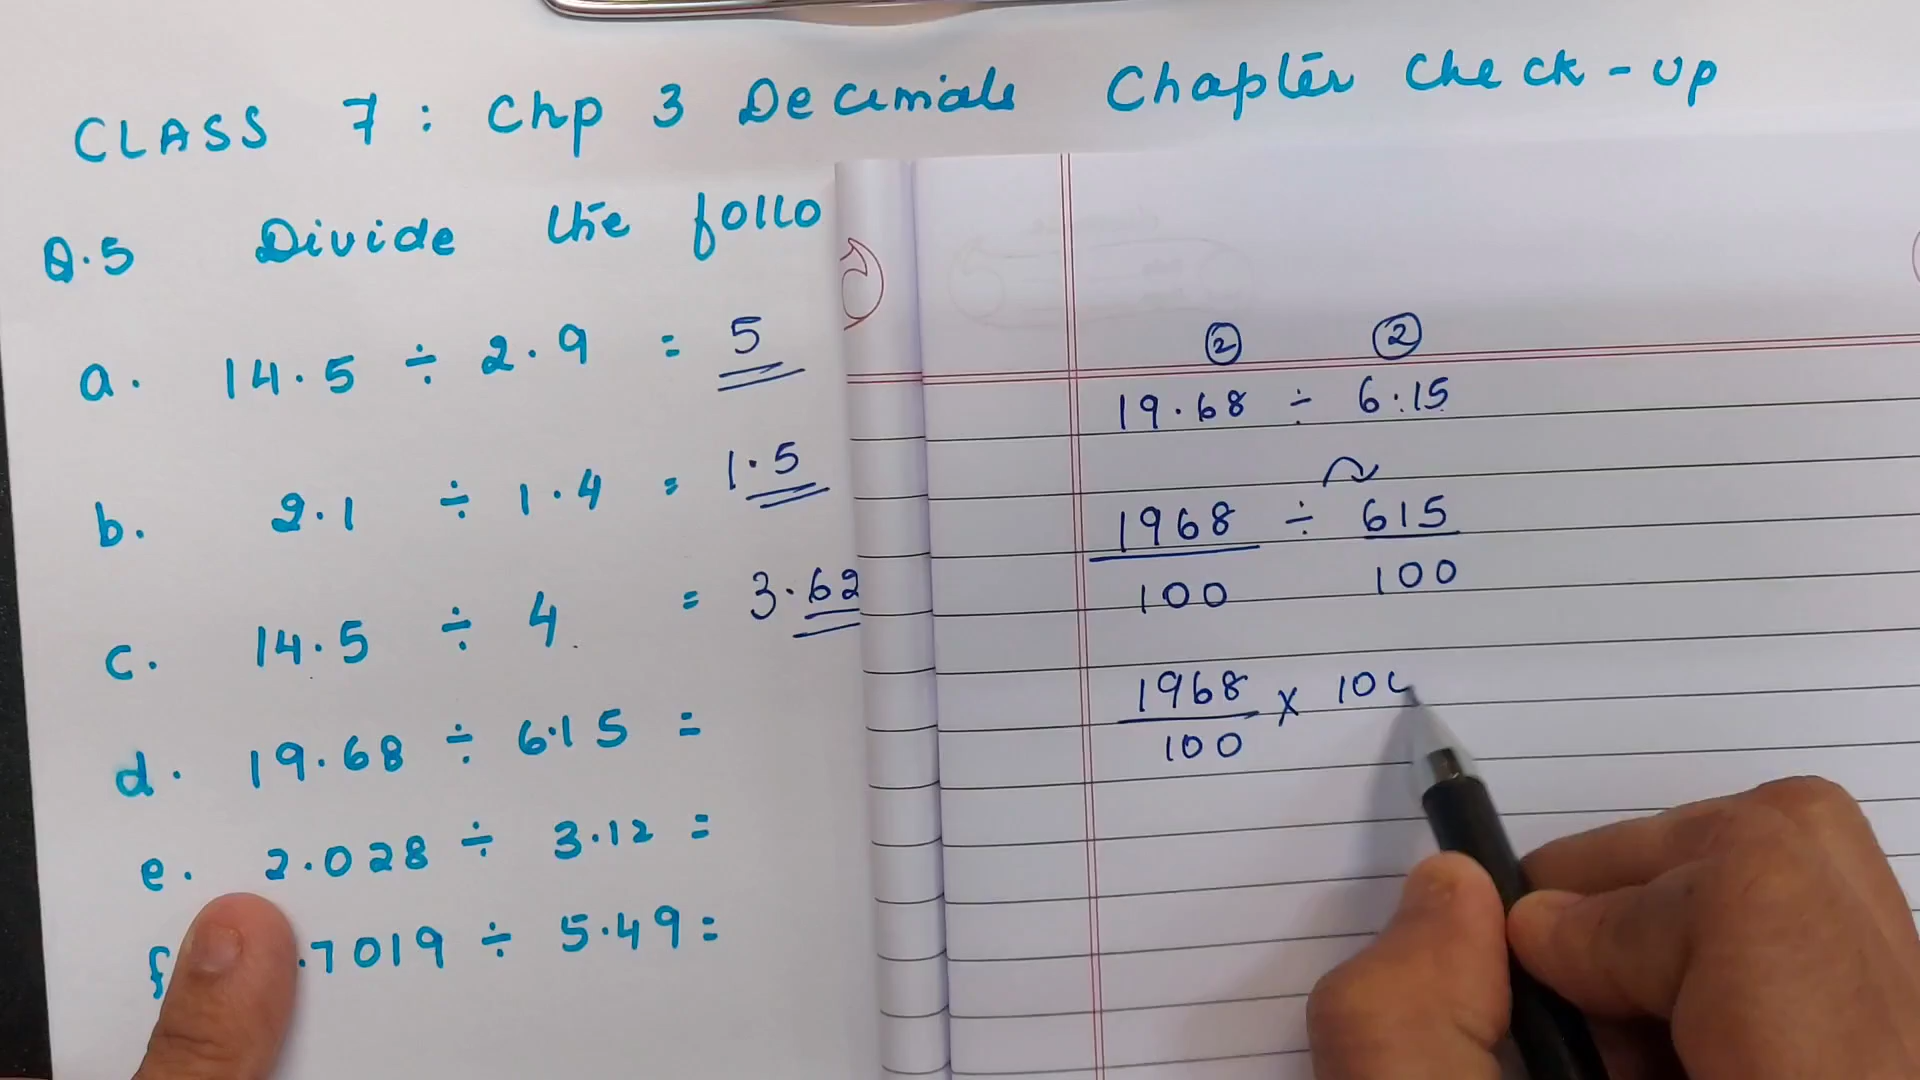 CLASS 7 : Chp 3 Decimals Chapter Check-up
Q.5 Divide the follo
a. 14.5 ÷ 2.9 = 5
b. 2.1 ÷ 1.4 = 1.5
c. 14.5 ÷ 4 = 3.62
d. 19.68 ÷ 6.15 =
e. 2.028 ÷ 3.12 =
f .7019 ÷ 5.49 =
② ②
19.68 ÷ 6.15
1968 ÷ 615
100 100
1968 × 10
100